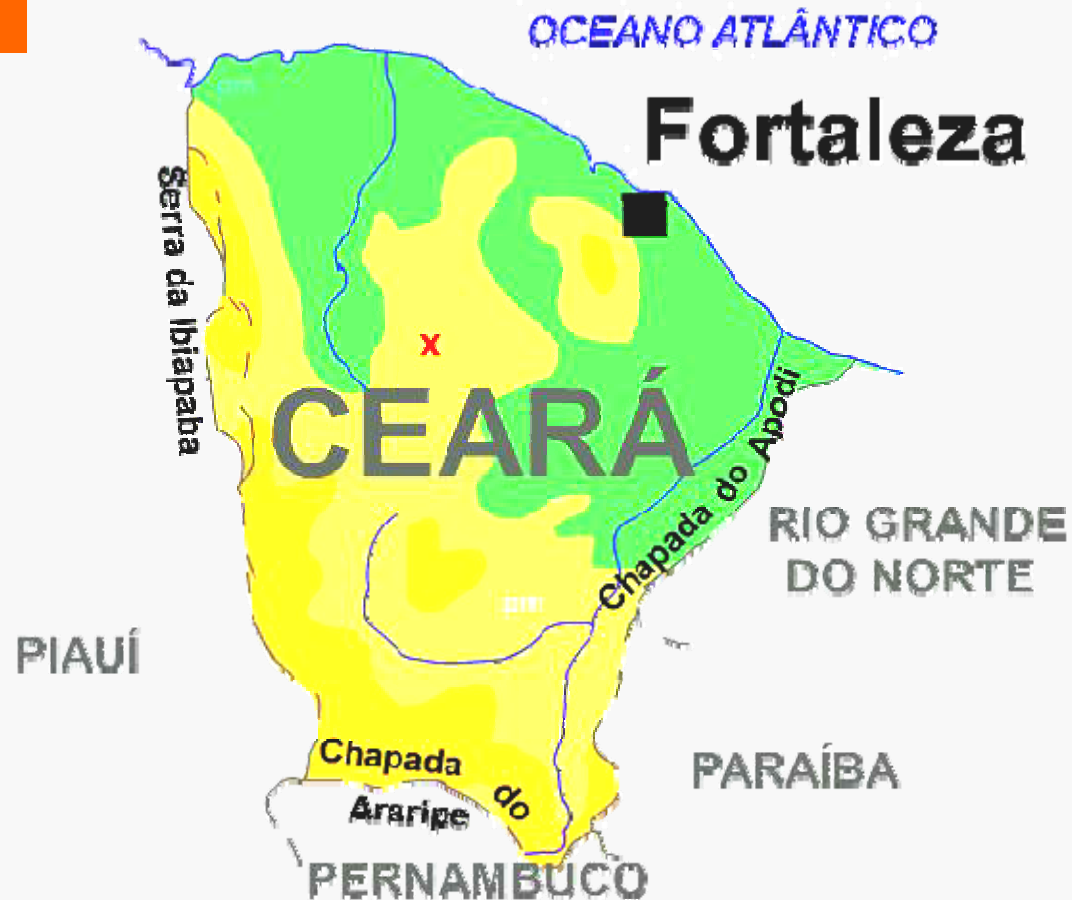 OCEANO ATLÂNTICO
Fortaleza
Serra da Ibiapaba
x
CEARÁ
Chapada do Apodi
RIO GRANDE
DO NORTE
PIAUÍ
PARAÍBA
Chapada do
Araripe
PERNAMBUCO